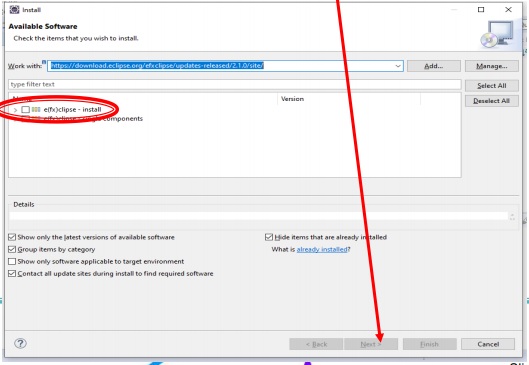 Install
Available Software
Check the items that you wish to install.
Work with: https://download.eclipse.org/efxclipse/updates-released/2.1.0/site/ Add... Manage...
type filter text Select All
Name Version Deselect All
e(fx)clipse - install
e(fx)clipse - single components
Details
Show only the latest versions of available software Hide items that are already installed
Group items by category What is already installed?
Show only software applicable to target environment
Contact all update sites during install to find required software
? < Back Next > Finish Cancel